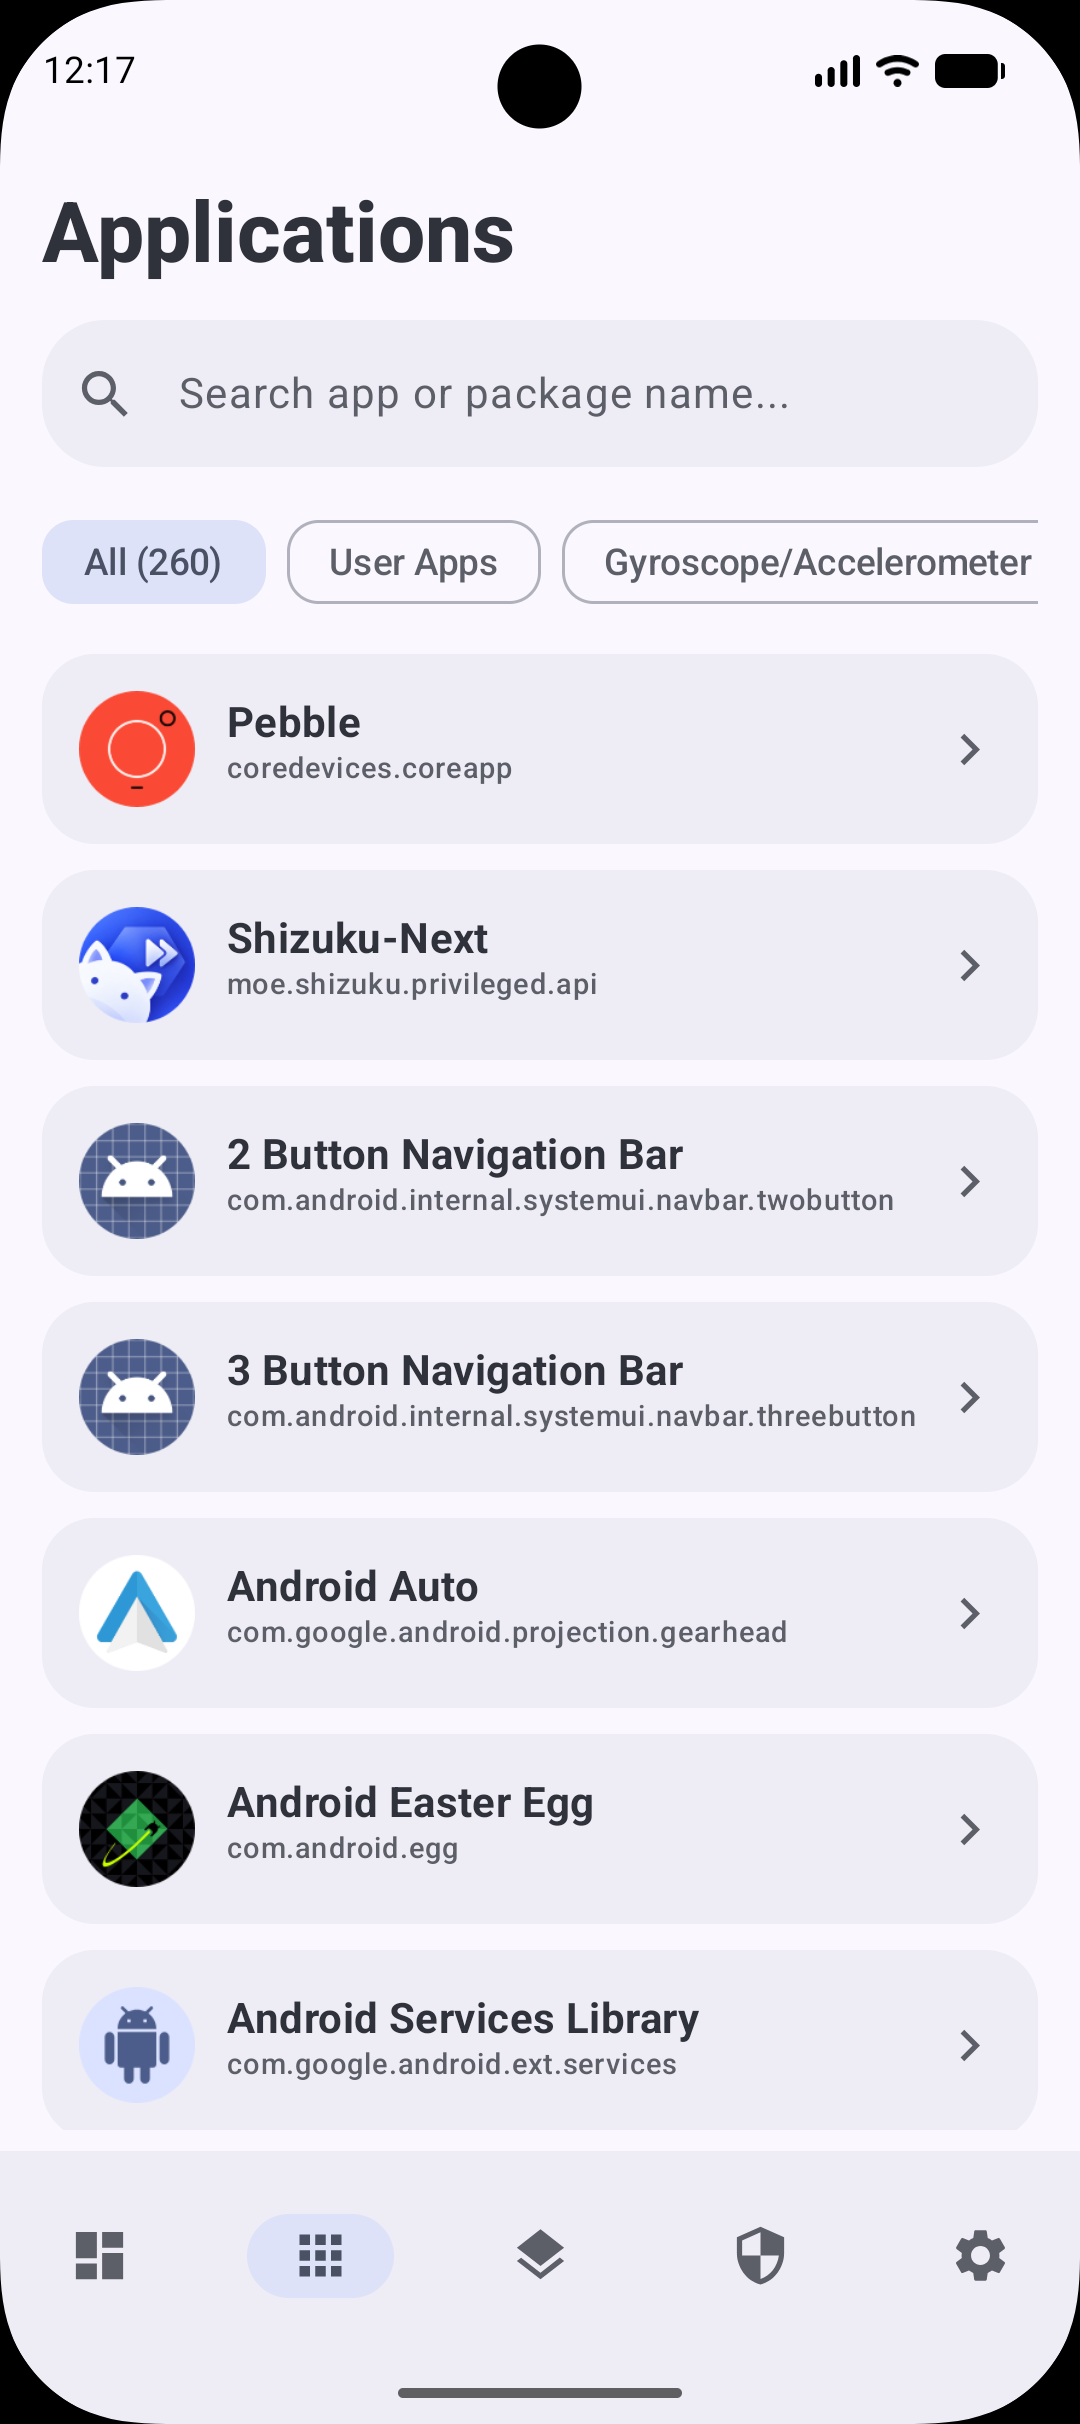 12:17
Applications
Search app or package name...
All (260)
User Apps
Gyroscope/Accelerometer
Pebble
coredevices.coreapp
Shizuku-Next
moe.shizuku.privileged.api
2 Button Navigation Bar
com.android.internal.systemui.navbar.twobutton
3 Button Navigation Bar
com.android.internal.systemui.navbar.threebutton
Android Auto
com.google.android.projection.gearhead
Android Easter Egg
com.android.egg
Android Services Library
com.google.android.ext.services